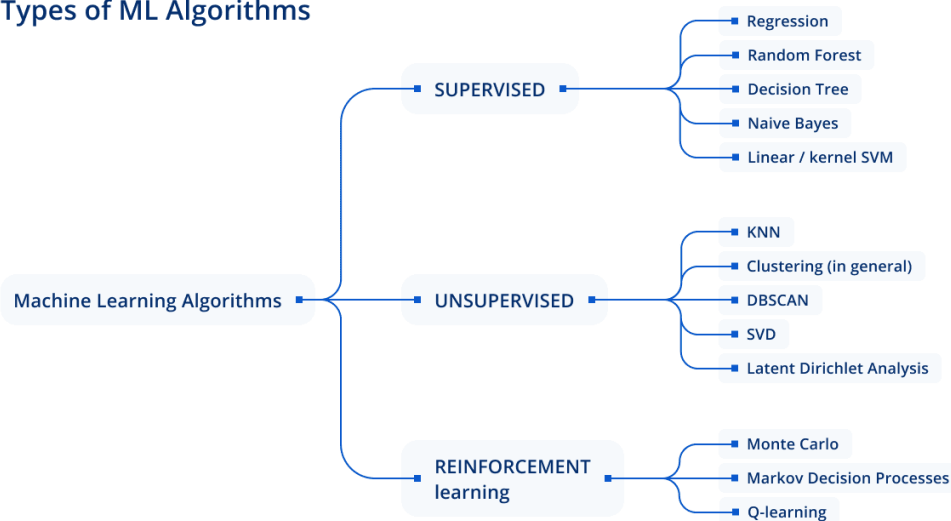 Types of ML Algorithms
Machine Learning Algorithms
SUPERVISED
Regression
Random Forest
Decision Tree
Naive Bayes
Linear / kernel SVM
UNSUPERVISED
KNN
Clustering (in general)
DBSCAN
SVD
Latent Dirichlet Analysis
REINFORCEMENT
learning
Monte Carlo
Markov Decision Processes
Q-learning